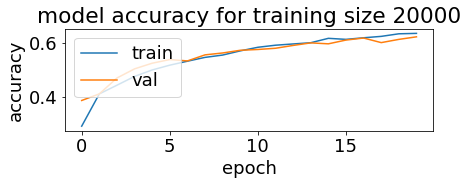 model accuracy for training size 20000
accuracy
0.6
0.4
train
val
0
5
10
15
epoch